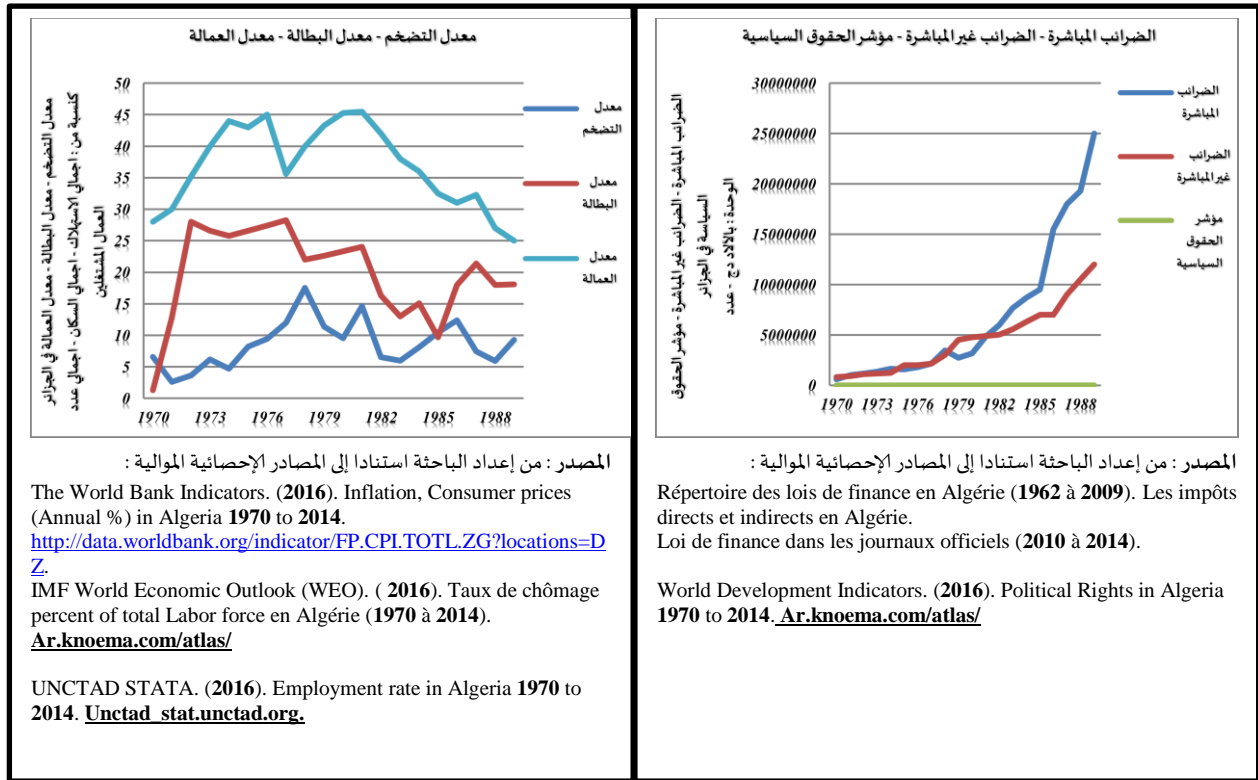 الضرائب المباشرة - الضرائب غير المباشرة - مؤشر الحقوق السياسية
الضرائب المباشرة - الضرائب غير المباشرة - مؤشر الحقوق
السياسية في الجزائر
الوحدة : بالألاد دج - عدد
30000000
25000000
20000000
15000000
10000000
5000000
0
1970 1973 1976 1979 1982 1985 1988
الضرائب
المباشرة
الضرائب
غير المباشرة
مؤشر
الحقوق
السياسية
المصدر : من إعداد الباحثة استنادا إلى المصادر الإحصائية الموالية :
Répertoire des lois de finance en Algérie (1962 à 2009). Les impôts
directs et indirects en Algérie.
Loi de finance dans les journaux officiels (2010 à 2014).
World Development Indicators. (2016). Political Rights in Algeria
1970 to 2014. Ar.knoema.com/atlas/
معدل التضخم - معدل البطالة - معدل العمالة
معدل التضخم - معدل البطالة - معدل العمالة في الجزائر
كنسبة من : اجمالي الاستهلاك - اجمالي السكان - اجمالي عدد
العمال المشتغلين
50
45
40
35
30
25
20
15
10
5
0
1970 1973 1976 1979 1982 1985 1988
معدل
التضخم
معدل
البطالة
معدل
العمالة
المصدر : من إعداد الباحثة استنادا إلى المصادر الإحصائية الموالية :
The World Bank Indicators. (2016). Inflation, Consumer prices
(Annual %) in Algeria 1970 to 2014.
http://data.worldbank.org/indicator/FP.CPI.TOTL.ZG?locations=D
Z.
IMF World Economic Outlook (WEO). ( 2016). Taux de chômage
percent of total Labor force en Algérie (1970 à 2014).
Ar.knoema.com/atlas/
UNCTAD STATA. (2016). Employment rate in Algeria 1970 to
2014. Unctad_stat.unctad.org.